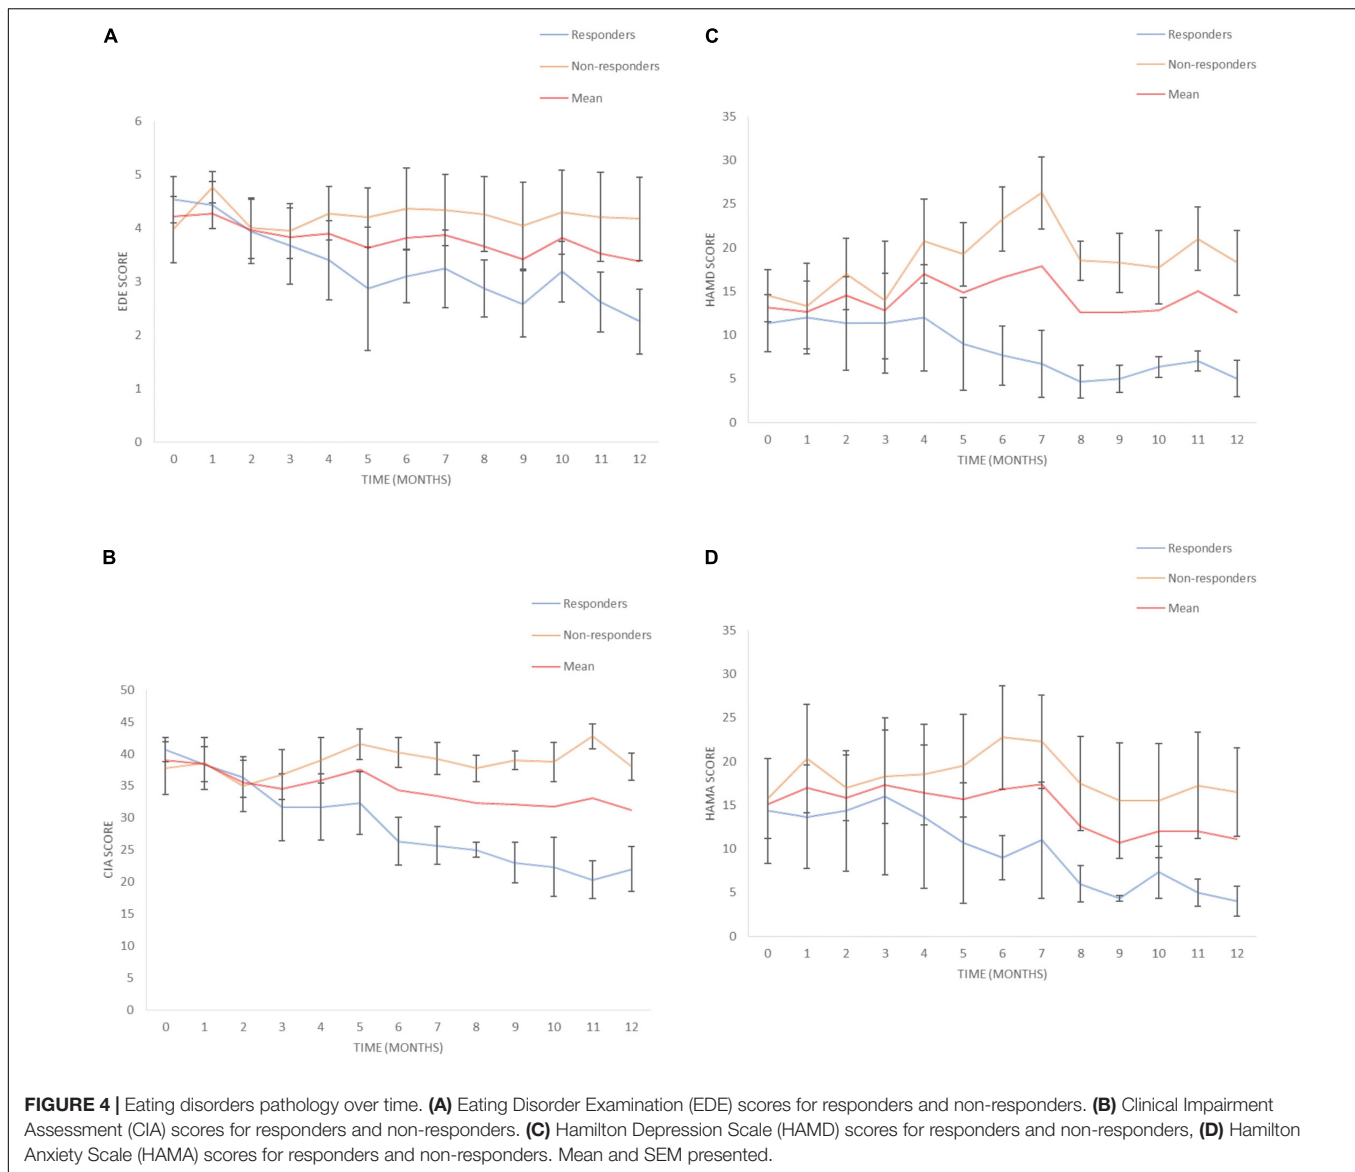 A
Responders
Non-responders
Mean
6
5
4
3
2
1
0
EDE SCORE
0 1 2 3 4 5 6 7 8 9 10 11 12
TIME (MONTHS)
C
Responders
Non-responders
Mean
35
30
25
20
15
10
5
0
HAMD SCORE
0 1 2 3 4 5 6 7 8 9 10 11 12
TIME (MONTHS)
B
Responders
Non-responders
Mean
50
45
40
35
30
25
20
15
10
5
0
CIA SCORE
0 1 2 3 4 5 6 7 8 9 10 11 12
TIME (MONTHS)
D
Responders
Non-responders
Mean
35
30
25
20
15
10
5
0
HAMA SCORE
0 1 2 3 4 5 6 7 8 9 10 11 12
TIME (MONTHS)
FIGURE 4 | Eating disorders pathology over time. (A) Eating Disorder Examination (EDE) scores for responders and non-responders. (B) Clinical Impairment
Assessment (CIA) scores for responders and non-responders. (C) Hamilton Depression Scale (HAMD) scores for responders and non-responders, (D) Hamilton
Anxiety Scale (HAMA) scores for responders and non-responders. Mean and SEM presented.